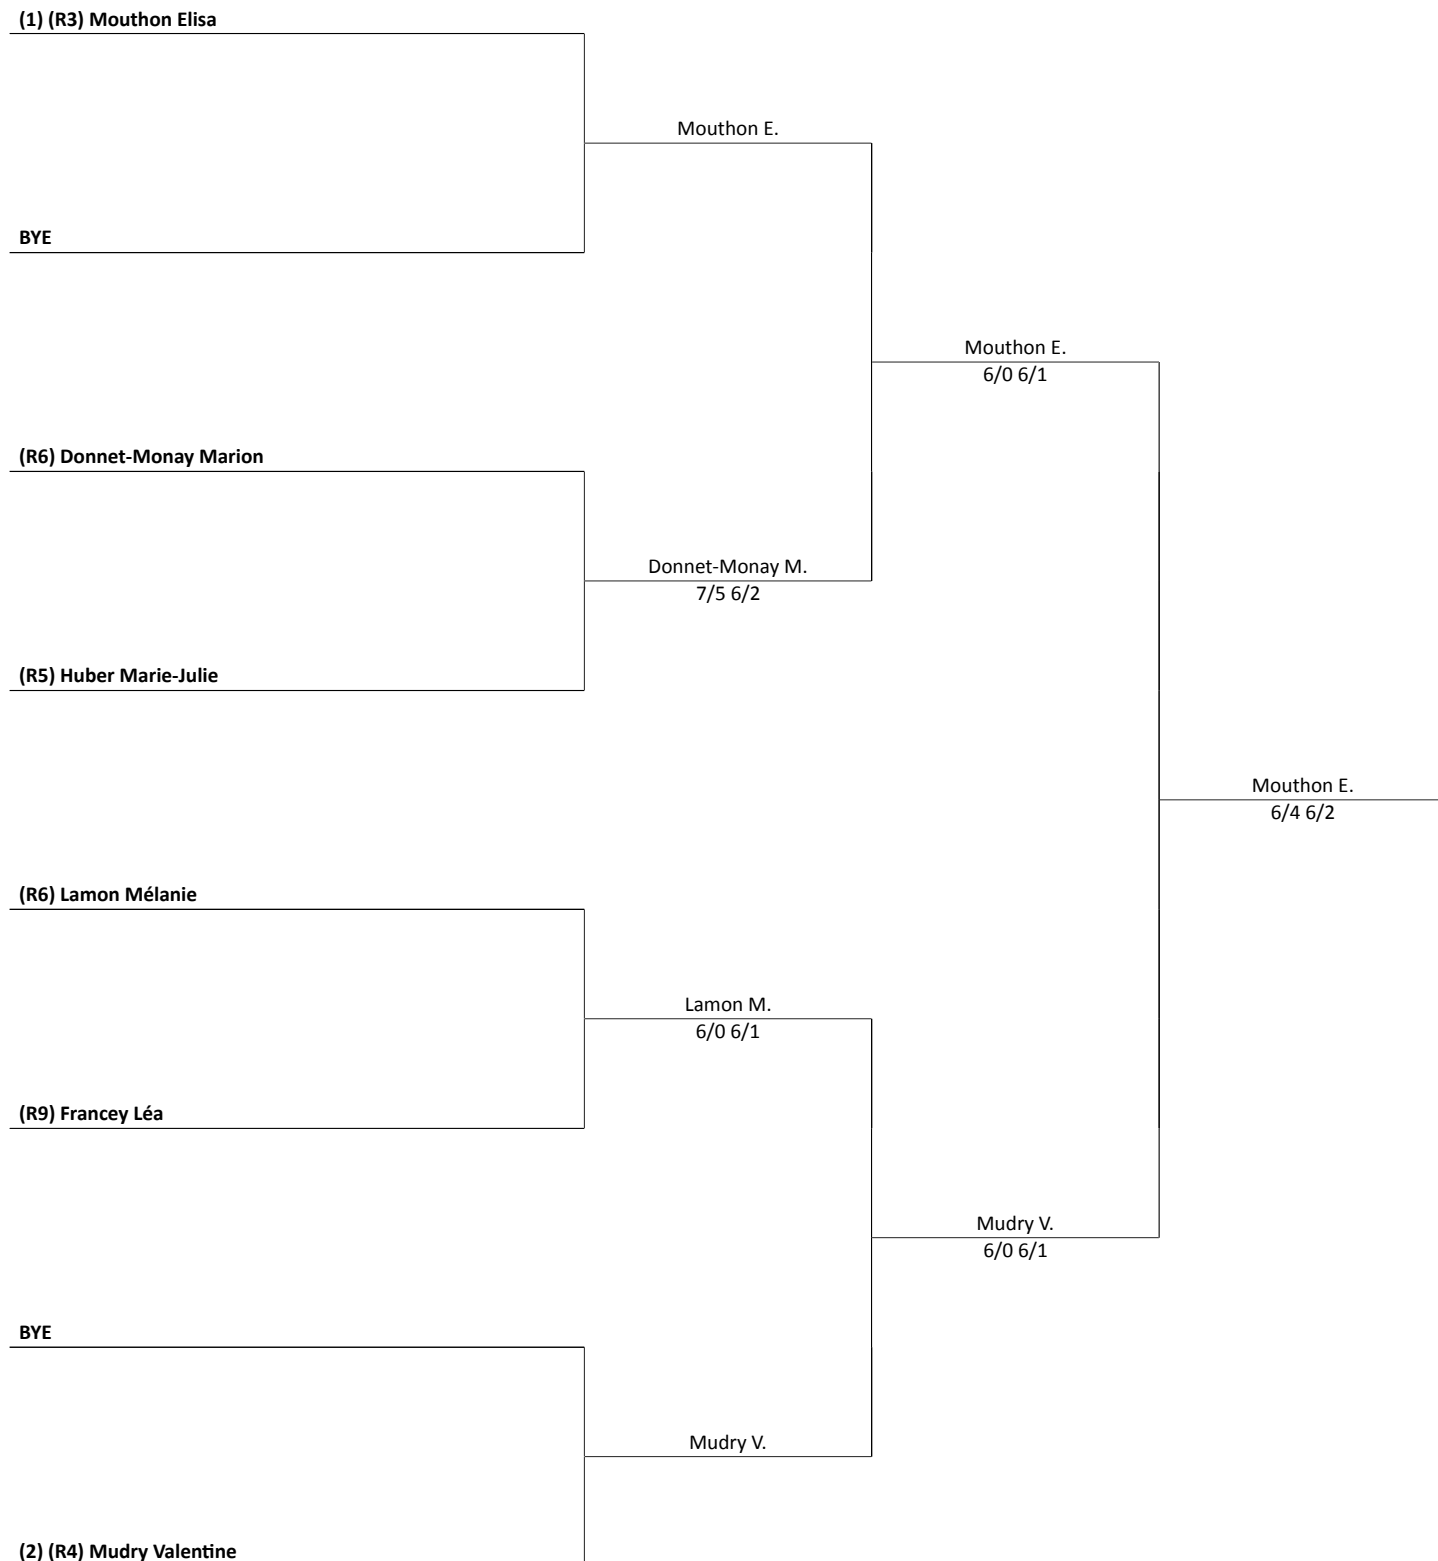 (1) (R3) Mouthon Elisa
Mouthon E.
BYE
Mouthon E.
6/0 6/1
(R6) Donnet-Monay Marion
Donnet-Monay M.
7/5 6/2
(R5) Huber Marie-Julie
Mouthon E.
6/4 6/2
(R6) Lamon Mélanie
Lamon M.
6/0 6/1
(R9) Francey Léa
Mudry V.
6/0 6/1
BYE
Mudry V.
(2) (R4) Mudry Valentine